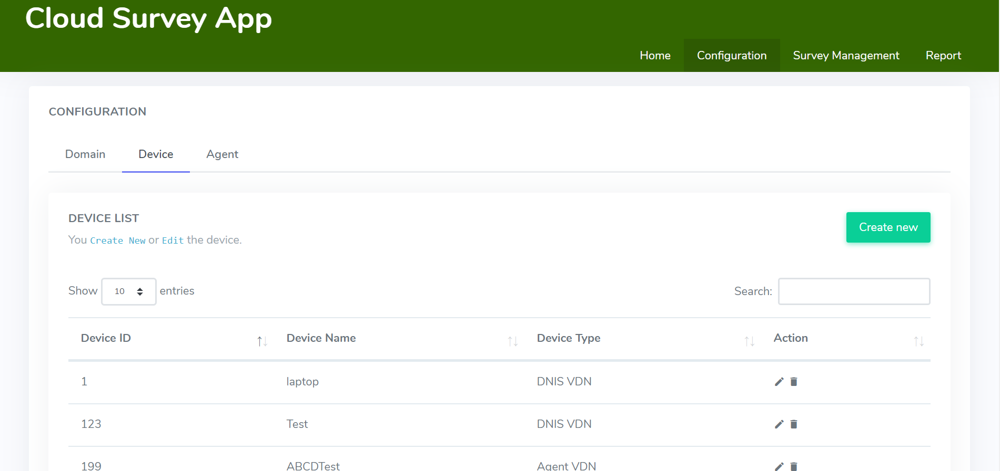 Cloud Survey App
Home Configuration Survey Management Report
CONFIGURATION
Domain Device Agent
DEVICE LIST
Create new
You Create New or Edit the device.
Show 10 entries Search:
Device ID Device Name Device Type Action
1 laptop DNIS VDN
123 Test DNIS VDN
199 ABCDTest Agent VDN